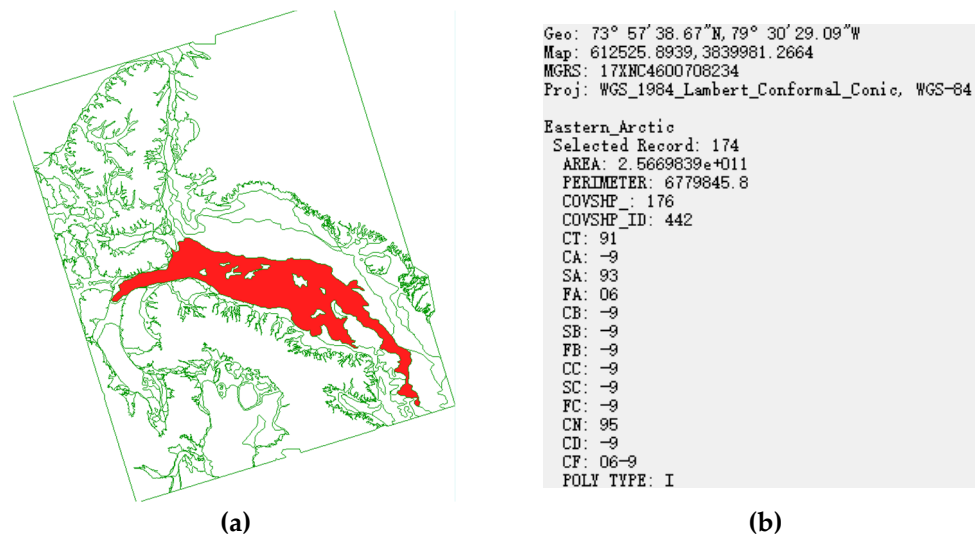 Geo: 73° 57'38.67"N,79° 30'29.09"W
Map: 612525.8939,3839981.2664
MGRS: 17XNC4600708234
Proj: WGS_1984_Lambert_Conformal_Conic, WGS-84
Eastern_Arctic
Selected Record: 174
AREA: 2.5669839e+011
PERIMETER: 6779845.8
COVSHP_: 176
COVSHP_ID: 442
CT: 91
CA: -9
SA: 93
FA: 06
CB: -9
SB: -9
FB: -9
CC: -9
SC: -9
FC: -9
CN: 95
CD: -9
CF: 06-9
POLY TYPE: I
(a)
(b)